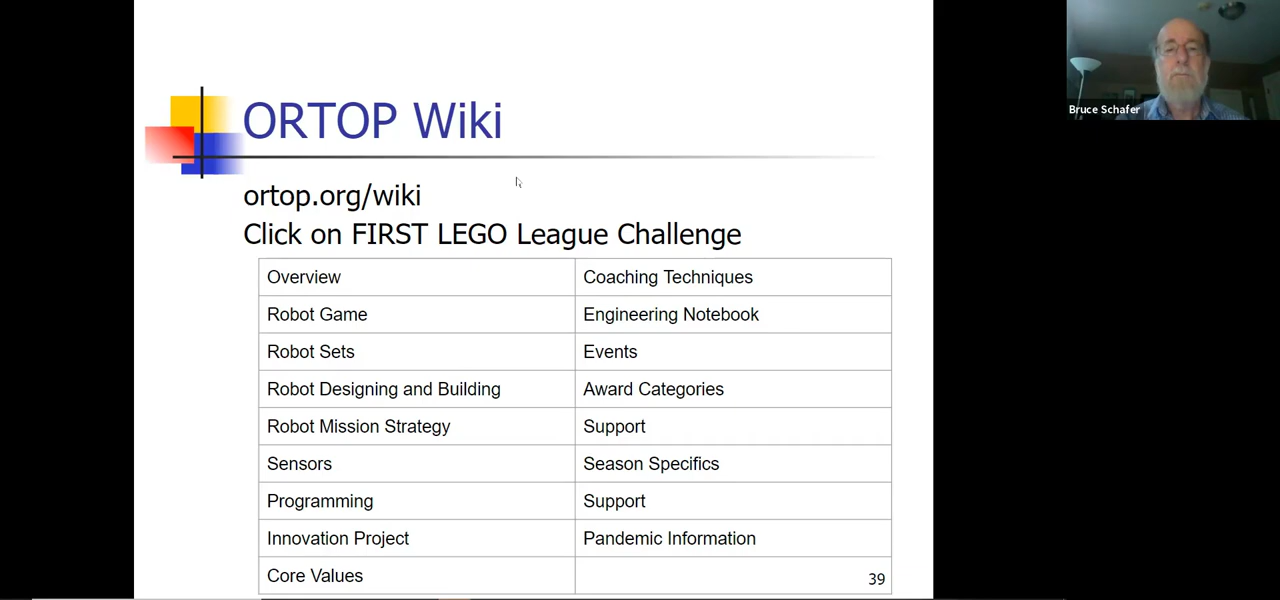 ORTOP Wiki
Bruce Schafer
ortop.org/wiki
Click on FIRST LEGO League Challenge
Overview Coaching Techniques
Robot Game Engineering Notebook
Robot Sets Events
Robot Designing and Building Award Categories
Robot Mission Strategy Support
Sensors Season Specifics
Programming Support
Innovation Project Pandemic Information
Core Values
39